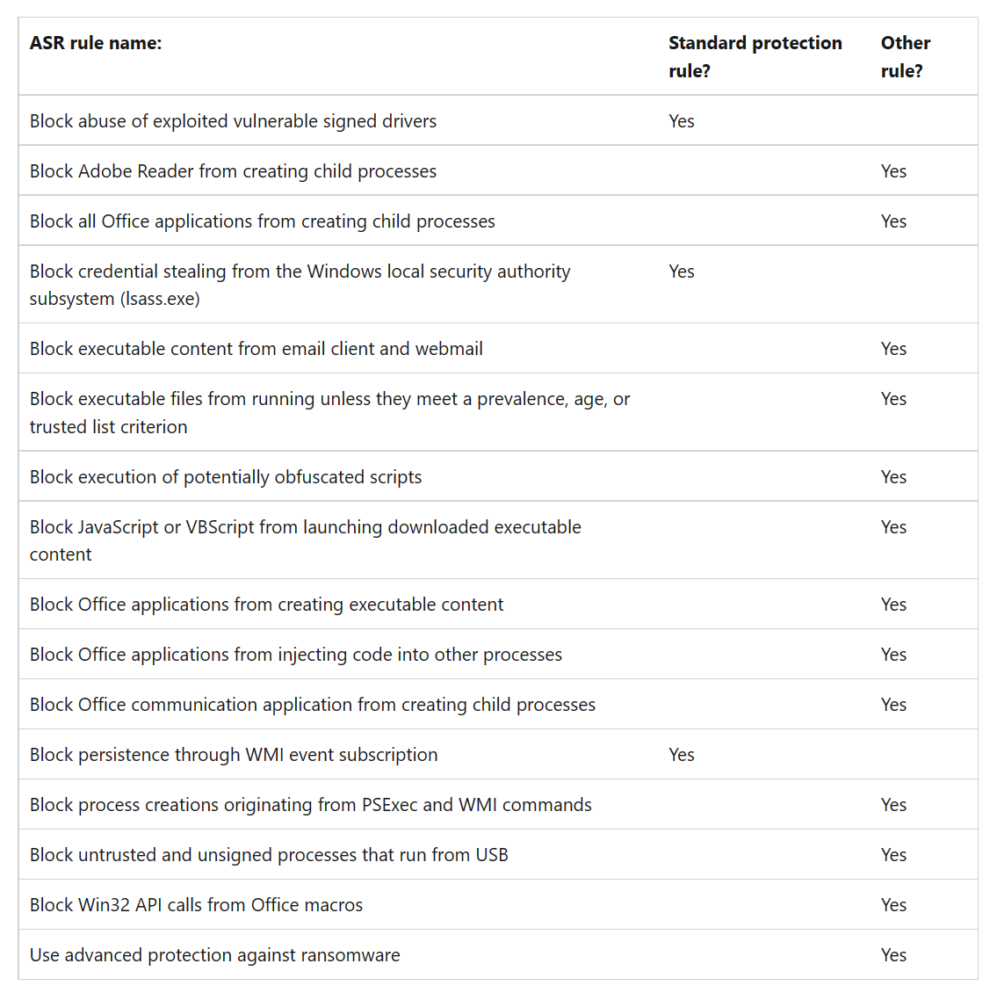 ASR rule name: Standard protection rule? Other rule?
Block abuse of exploited vulnerable signed drivers Yes
Block Adobe Reader from creating child processes Yes
Block all Office applications from creating child processes Yes
Block credential stealing from the Windows local security authority Yes
subsystem (lsass.exe)
Block executable content from email client and webmail Yes
Block executable files from running unless they meet a prevalence, age, or Yes
trusted list criterion
Block execution of potentially obfuscated scripts Yes
Block JavaScript or VBScript from launching downloaded executable Yes
content
Block Office applications from creating executable content Yes
Block Office applications from injecting code into other processes Yes
Block Office communication application from creating child processes Yes
Block persistence through WMI event subscription Yes
Block process creations originating from PSExec and WMI commands Yes
Block untrusted and unsigned processes that run from USB Yes
Block Win32 API calls from Office macros Yes
Use advanced protection against ransomware Yes